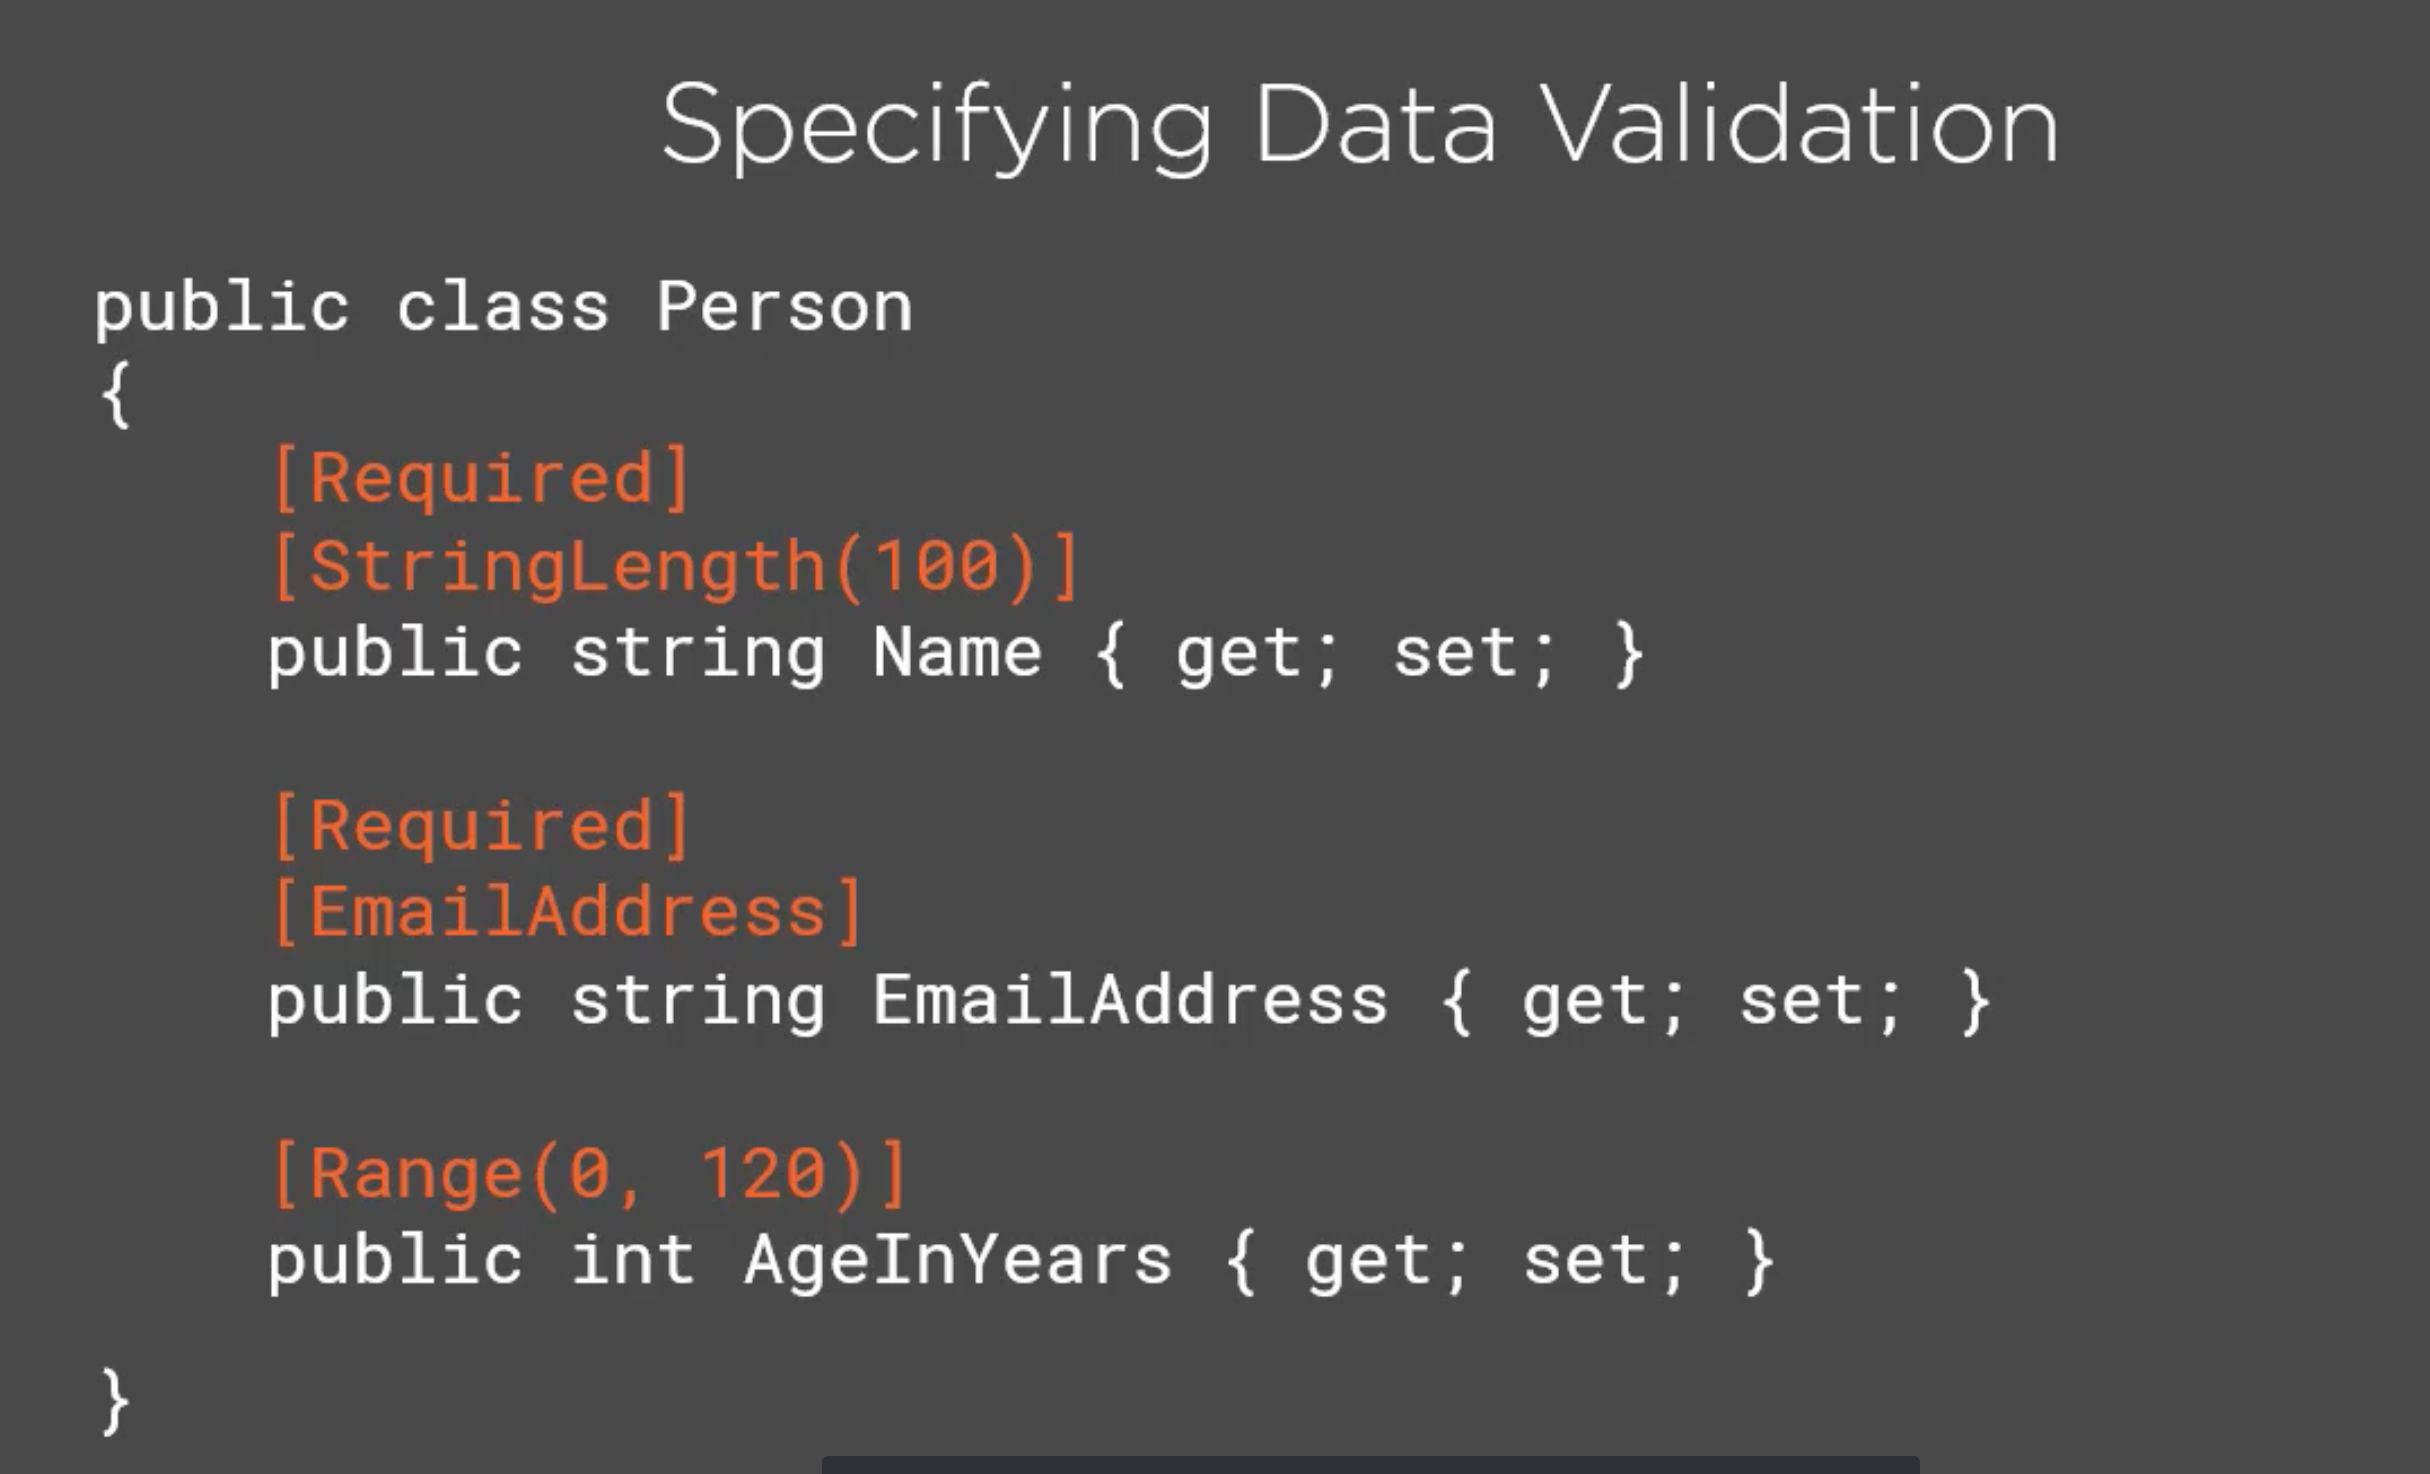 Specifying Data Validation
public class Person
{
[Required]
[StringLength(100)]
public string Name { get; set; }
[Required]
[EmailAddress]
public string EmailAddress { get; set; }
[Range(0, 120)]
public int AgeInYears { get; set; }
}